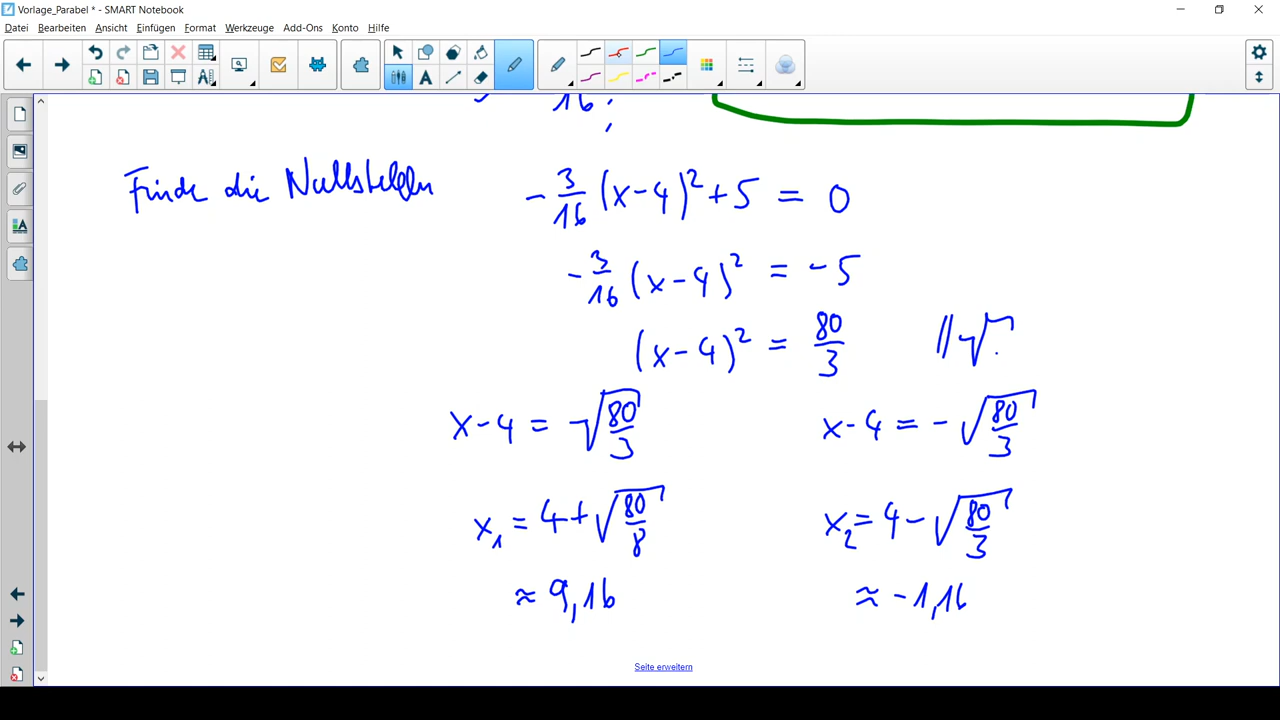 Vorlage_Parabel * - SMART Notebook
Datei Bearbeiten Ansicht Einfügen Format Werkzeuge Add-Ons Konto Hilfe
16
Finde die Nullstellen
-3/16 (x-4)² + 5 = 0
-3/16 (x-4)² = -5
(x-4)² = 80/3 || √
x-4 = √(80/3) x-4 = -√(80/3)
x₁ = 4+√(80/8) x₂ = 4-√(80/3)
≈ 9,16 ≈ -1,16
Seite erweitern